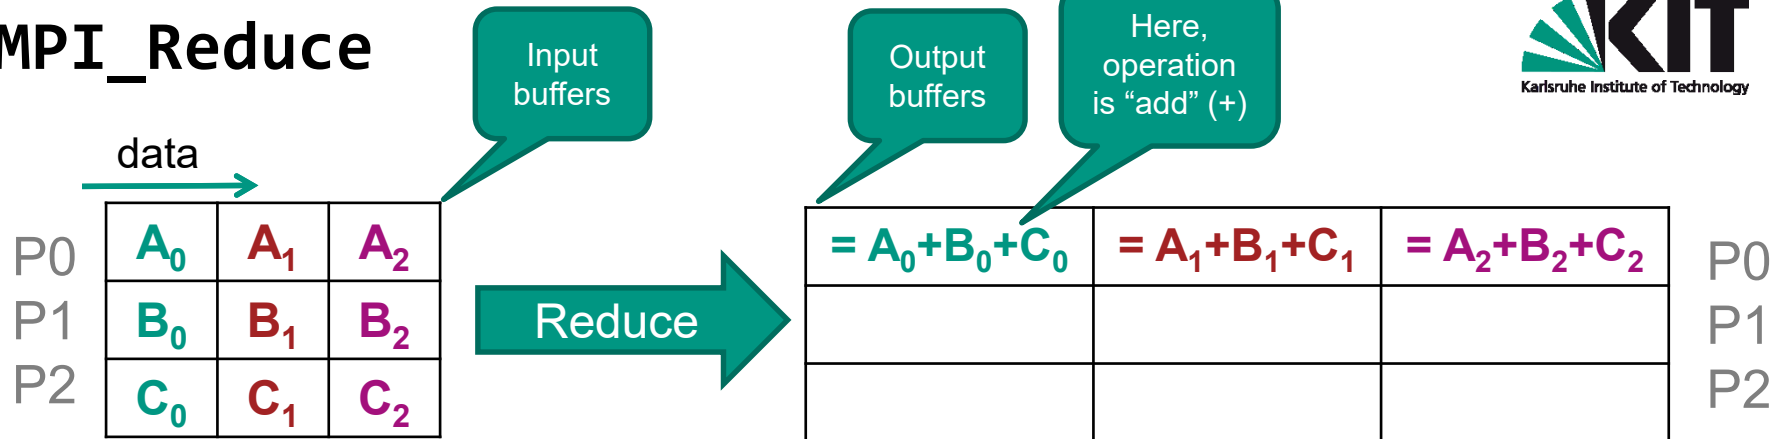 MPI_Reduce
Input
buffers
Output
buffers
Here,
operation
is “add” (+)
KIT
Karlsruhe Institute of Technology
data
P0 A₀ A₁ A₂
P1 B₀ B₁ B₂
P2 C₀ C₁ C₂
Reduce
= A₀+B₀+C₀ = A₁+B₁+C₁ = A₂+B₂+C₂ P0
P1
P2